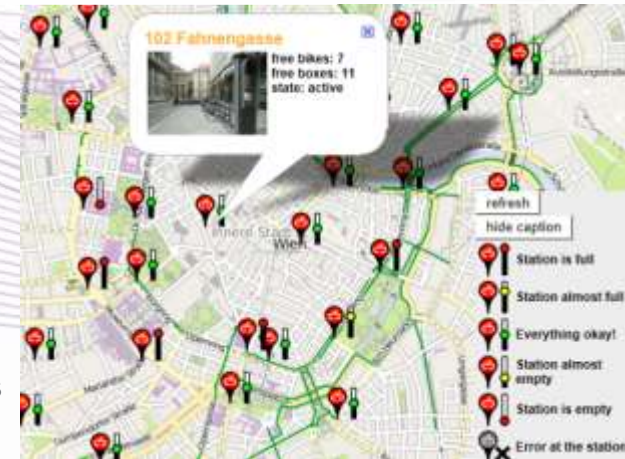 102 Fahnengasse
free bikes: 7
free boxes: 11
state: active
Innere Stadt
Wien
refresh
hide caption
Station is full
Station almost full
Everything okay!
Station almost
empty
Station is empty
Error at the station